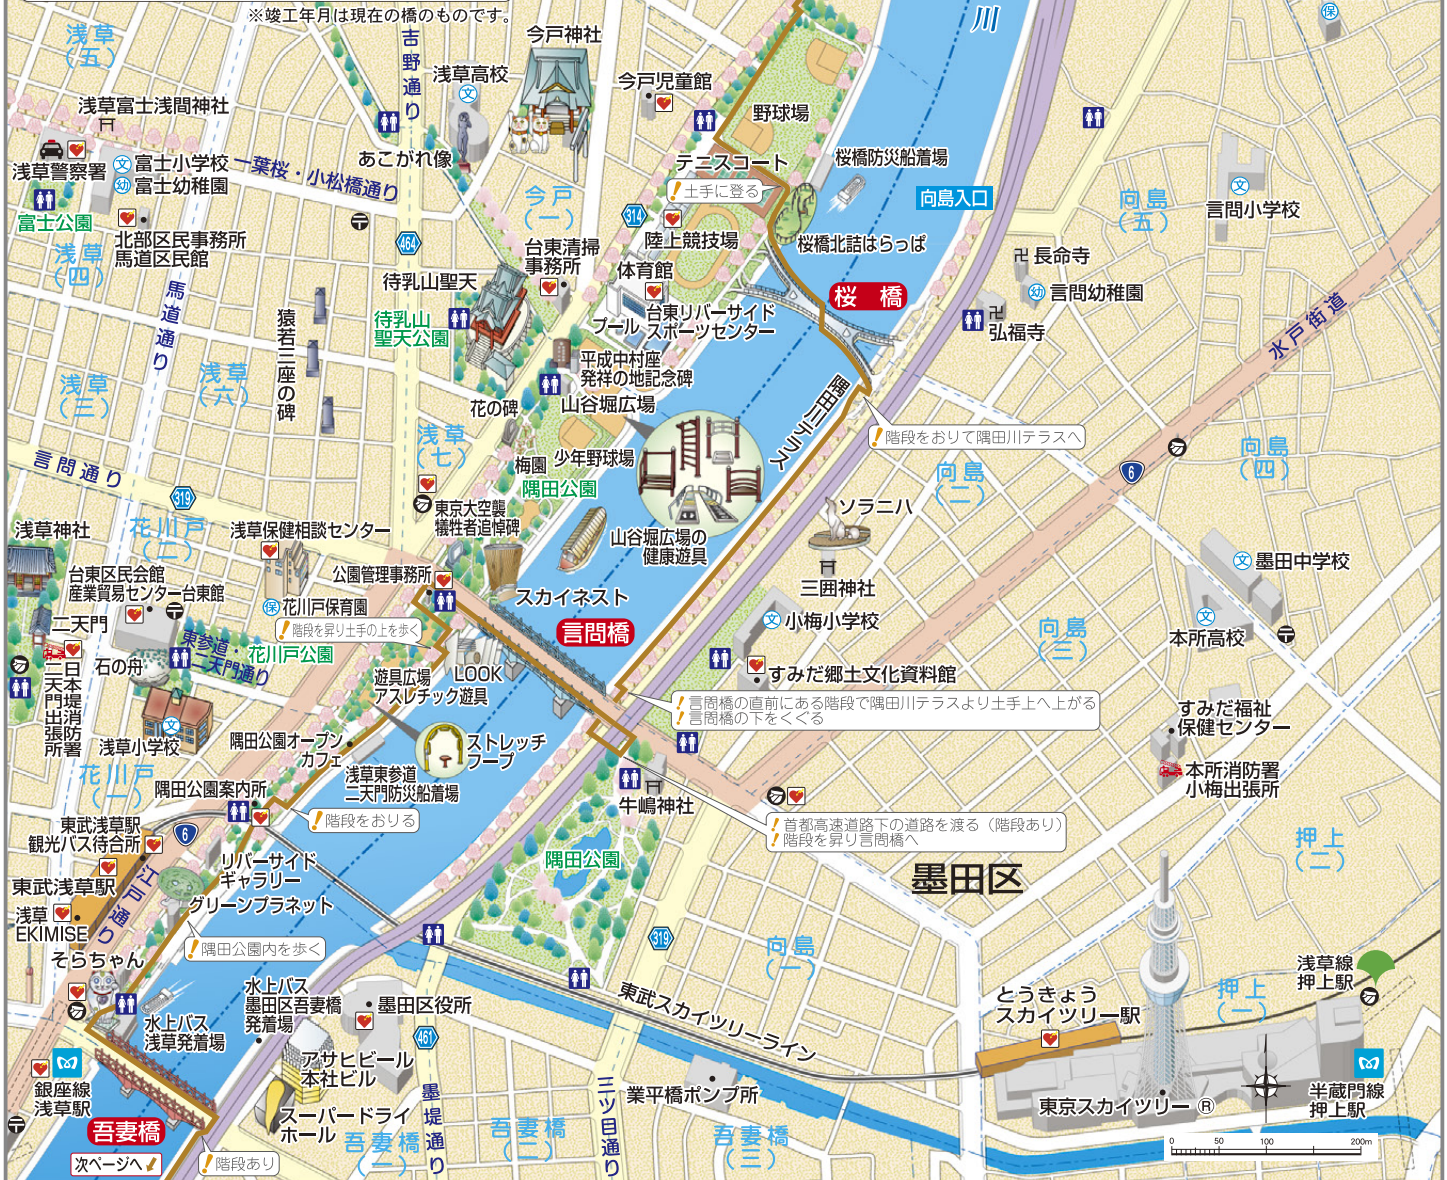 ※竣工年月は現在の橋のものです。
川
保
浅草
(五)
吉野通り
今戸神社
浅草高校
文
今戸児童館
野球場
浅草富士浅間神社
浅草警察署
文
富士小学校
幼
富士幼稚園
一葉桜・小松橋通り
あこがれ像
テニスコート
!土手に登る
桜橋防災船着場
向島入口
向島
(五)
文
言問小学校
富士公園
浅草
(四)
北部区民事務所
馬道区民館
464
今戸
(一)
314
陸上競技場
桜橋北詰はらっぱ
長命寺
幼
言問幼稚園
弘福寺
台東清掃
事務所
体育館
待乳山聖天
待乳山
聖天公園
プール
台東リバーサイド
スポーツセンター
桜 橋
水戸街道
馬道通り
猿若三座の碑
浅草
(三)
浅草
(六)
平成中村座
発祥の地記念碑
山谷堀広場
花の碑
隅田川テラス
!階段をおりて隅田川テラスへ
浅草
(七)
梅園
少年野球場
隅田公園
向島
(二)
6
向島
(四)
言問通り
319
花川戸
(二)
浅草神社
浅草保健相談センター
東京大空襲
犠牲者追悼碑
山谷堀広場の
健康遊具
ソラニハ
三囲神社
文
墨田中学校
台東区民会館
産業貿易センター台東館
公園管理事務所
スカイネスト
言問橋
文
小梅小学校
文
本所高校
向島
(三)
保
花川戸保育園
!階段を昇り土手の上を歩く
二天門
石の舟
東参道・
二天門通り
花川戸公園
遊具広場
アスレチック遊具
LOOK
すみだ郷土文化資料館
日本堤消防署
二天門出張所
文
浅草小学校
!言問橋の直前にある階段で隅田川テラスより土手上へ上がる
!言問橋の下をくぐる
すみだ福祉
保健センター
隅田公園オープン
カフェ
ストレッチ
フープ
浅草東参道
二天門防災船着場
花川戸
(一)
隅田公園案内所
!階段をおりる
牛嶋神社
本所消防署
小梅出張所
東武浅草駅
観光バス待合所
6
!首都高速道路下の道路を渡る(階段あり)
!階段を昇り言問橋へ
押上
(二)
隅田公園
墨田区
東武浅草駅
江戸通り
リバーサイド
ギャラリー
グリーンプラネット
浅草
EKIMISE
!隅田公園内を歩く
319
向島
(一)
そらちゃん
水上バス
墨田区吾妻橋
発着場
墨田区役所
東武スカイツリーライン
とうきょう
スカイツリー駅
押上
(一)
浅草線
押上駅
水上バス
浅草発着場
461
アサヒビール
本社ビル
銀座線
浅草駅
スーパードライ
ホール
墨堤通り
三ツ目通り
業平橋ポンプ所
東京スカイツリー®
半蔵門線
押上駅
吾妻橋
吾妻橋
(一)
吾妻橋
(二)
吾妻橋
(三)
次ページへ
!階段あり
0 50 100 200m